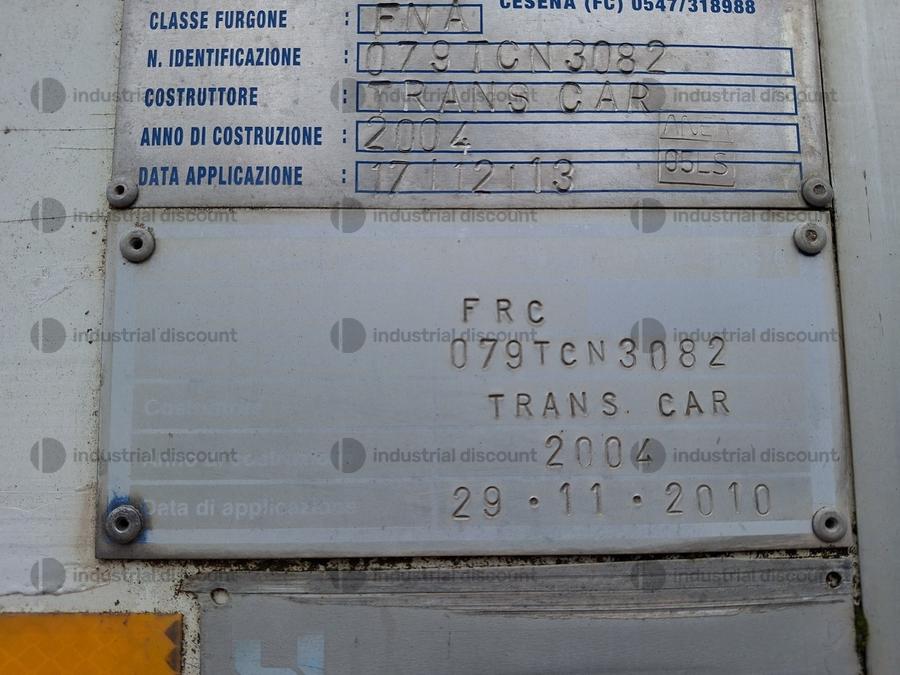 CESENA (FC) 0547/318988
CLASSE FURGONE : FNA
N. IDENTIFICAZIONE : 079TCN3082
COSTRUTTORE : TRANS CAR
ANNO DI COSTRUZIONE : 2004
DATA APPLICAZIONE : 17 12 13
05LS
FRC
079TCN3082
Costruttore TRANS. CAR
2004
Data di applicazione 29·11·2010
industrial discount